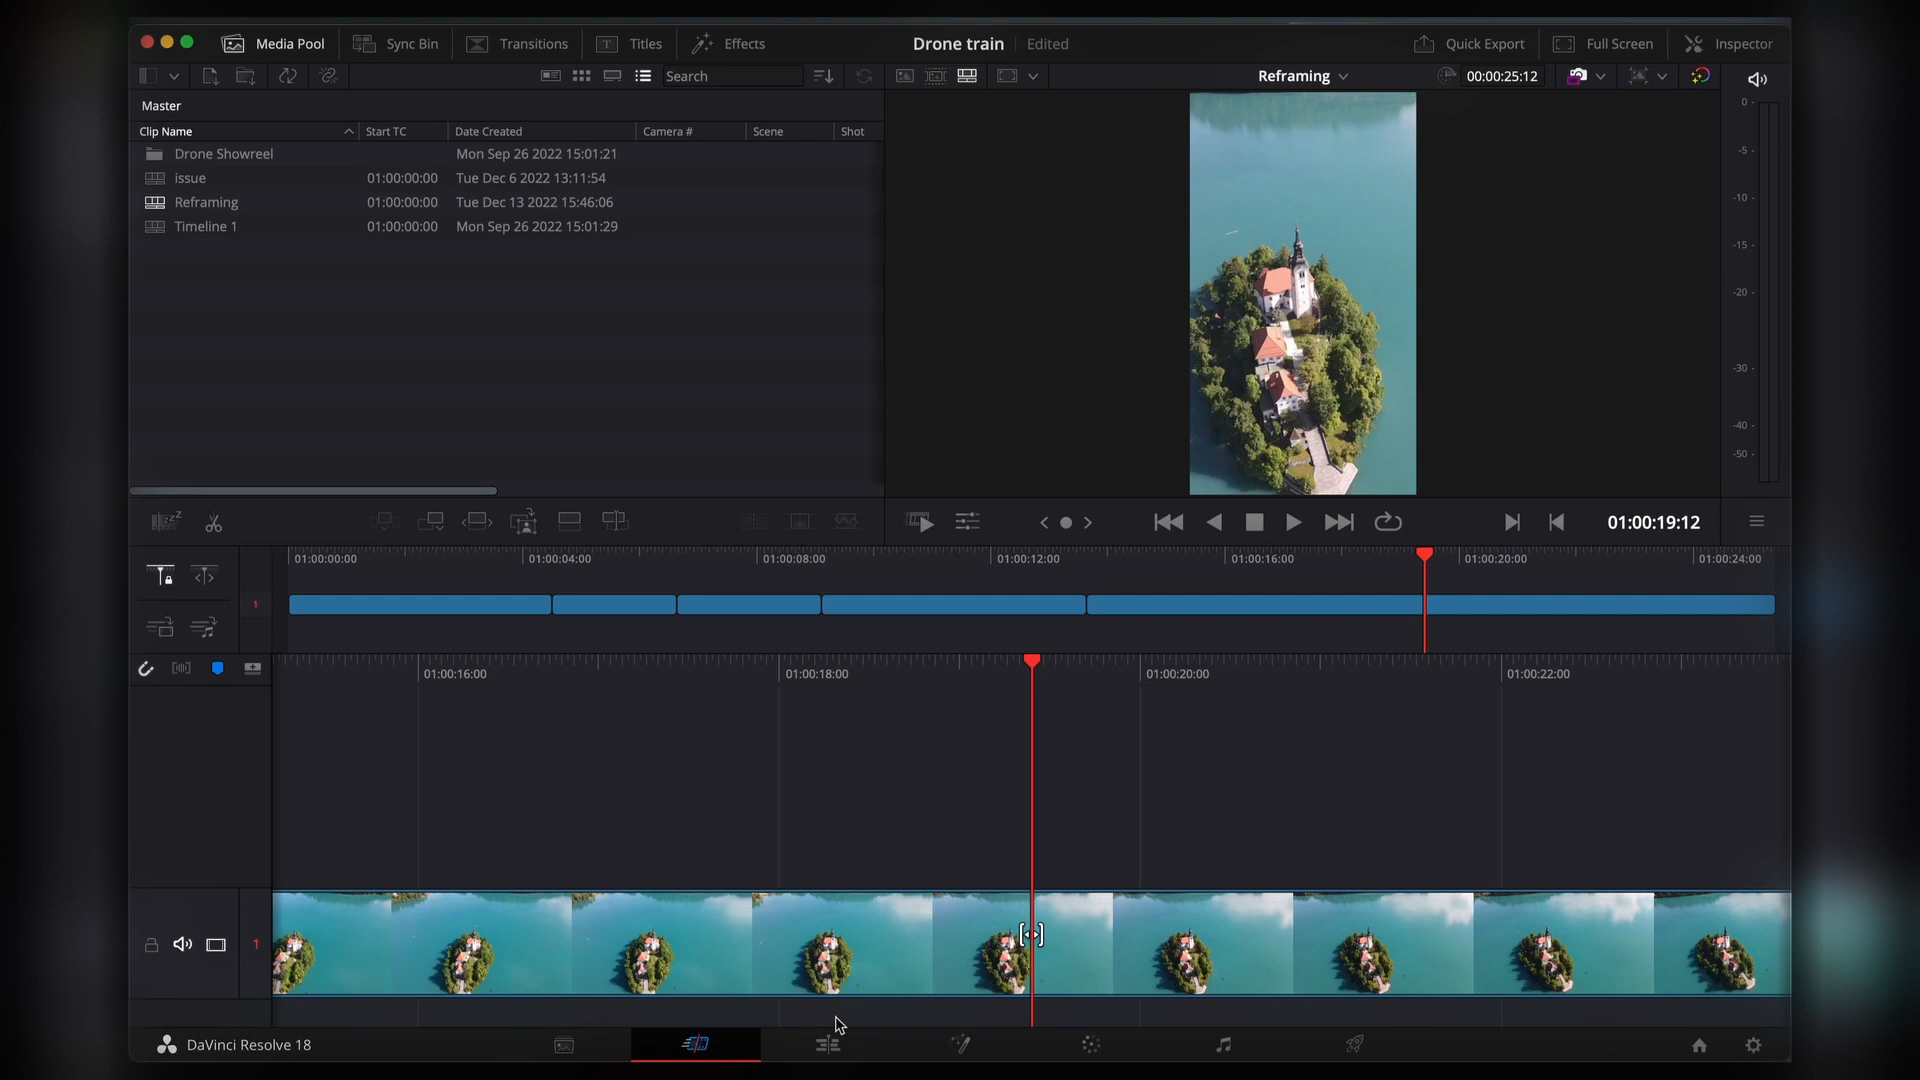 Media Pool
Sync Bin
Transitions
Titles
Effects
Drone train
Edited
Quick Export
Full Screen
Inspector
Search
Reframing
00:00:25:12
Master
Clip Name
Start TC
Date Created
Camera #
Scene
Shot
Drone Showreel Mon Sep 26 2022 15:01:21
issue 01:00:00:00 Tue Dec 6 2022 13:11:54
Reframing 01:00:00:00 Tue Dec 13 2022 15:46:06
Timeline 1 01:00:00:00 Mon Sep 26 2022 15:01:29
0 -
-5 -
-10 -
-15 -
-20 -
-30 -
-40 -
-50 -
01:00:19:12
01:00:00:00
01:00:04:00
01:00:08:00
01:00:12:00
01:00:16:00
01:00:20:00
01:00:24:00
1
01:00:16:00
01:00:18:00
01:00:20:00
01:00:22:00
1
DaVinci Resolve 18